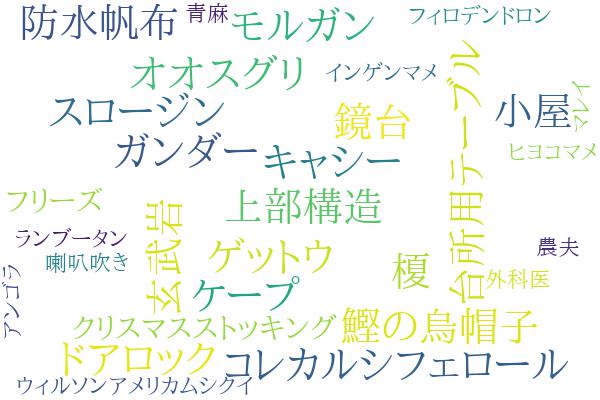 防水帆布
青麻
モルガン
フィロデンドロン
オオスグリ
インゲンマメ
台所用テーブル
スロージン
鏡台
小屋
マレイ
ガンダー
キャシー
ヒヨコマメ
フリーズ
上部構造
玄武岩
ランブータン
喇叭吹き
ゲットウ
榎
農夫
外科医
アンゴラ
ケープ
クリスマスストッキング
鰹の烏帽子
ドアロック
コレカルシフェロール
ウィルソンアメリカムシクイ